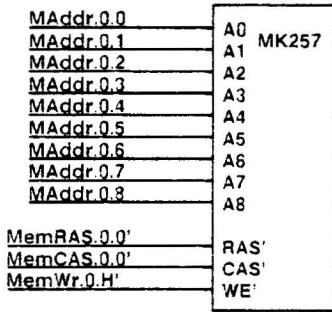 MAddr.0.0 A0 MK257
MAddr.0.1 A1
MAddr.0.2 A2
MAddr.0.3 A3
MAddr.0.4 A4
MAddr.0.5 A5
MAddr.0.6 A6
MAddr.0.7 A7
MAddr.0.8 A8
MemRAS.0.0' RAS'
MemCAS.0.0' CAS'
MemWr.0.H' WE'